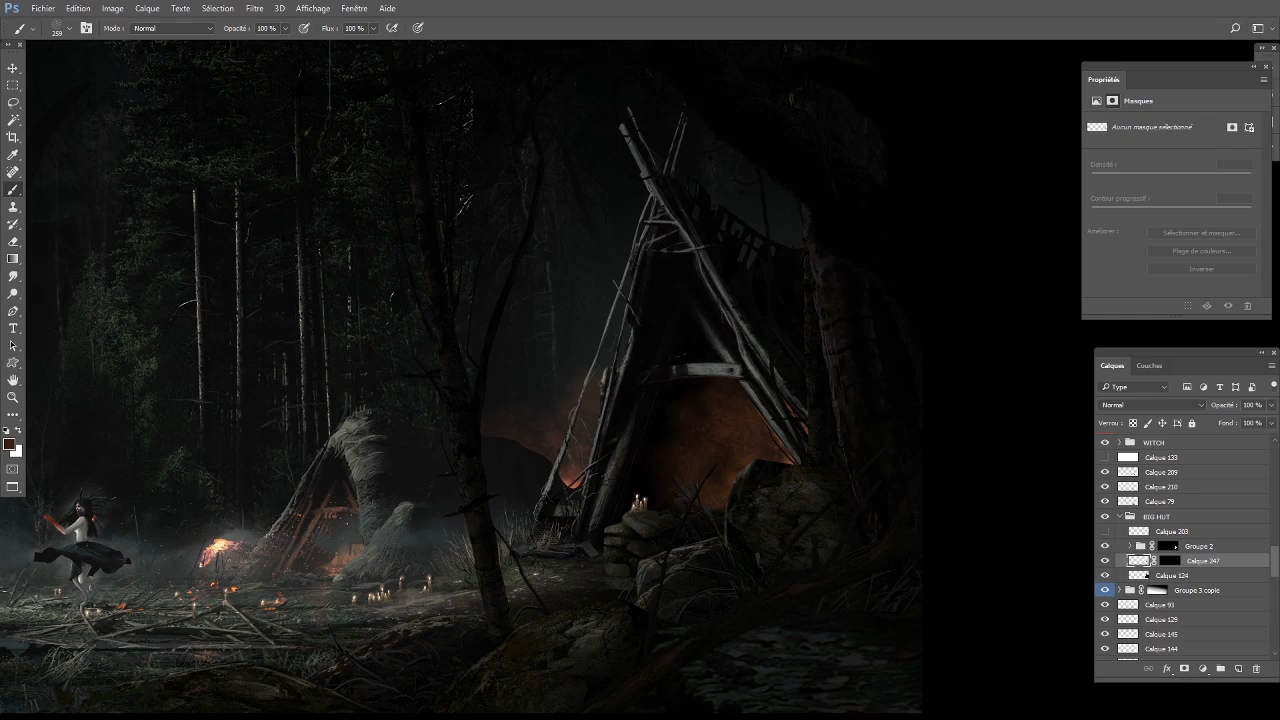 Ps Fichier Edition Image Calque Texte Sélection Filtre 3D Affichage Fenêtre Aide
259 Mode : Normal Opacité : 100 % Flux : 100 %
Propriétés
Masques
Aucun masque sélectionné
Densité :
Contour progressif :
Améliorer :
Sélectionner et masquer...
Plage de couleurs...
Inverser
Calques Couches
Type
Normal Opacité : 100 %
Verrou : Fond : 100 %
WITCH
Calque 133
Calque 209
Calque 210
Calque 79
BIG HUT
Calque 203
Groupe 2
Calque 247
Calque 124
Groupe 3 copie
Calque 93
Calque 129
Calque 145
Calque 144